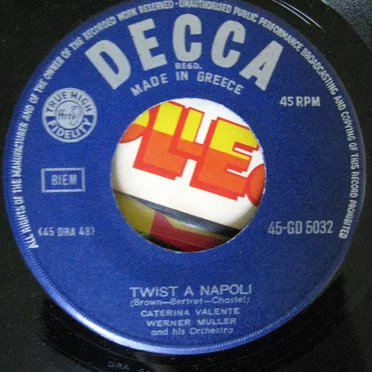 ALL RIGHTS OF THE MANUFACTURER AND OF THE OWNER OF THE RECORDED WORK RESERVED - UNAUTHORISED PUBLIC PERFORMANCE BROADCASTING AND COPYING OF THIS RECORD PROHIBITED
DECCA
REGD.
MADE IN GREECE
TRUE HIGH
FIDELITY
45 RPM
BIEM
(45 DRA 48)
45-GD 5032
TWIST A NAPOLI
(Brown-Bertret-Chastel)
CATERINA VALENTE
WERNER MULLER
and his Orchestra